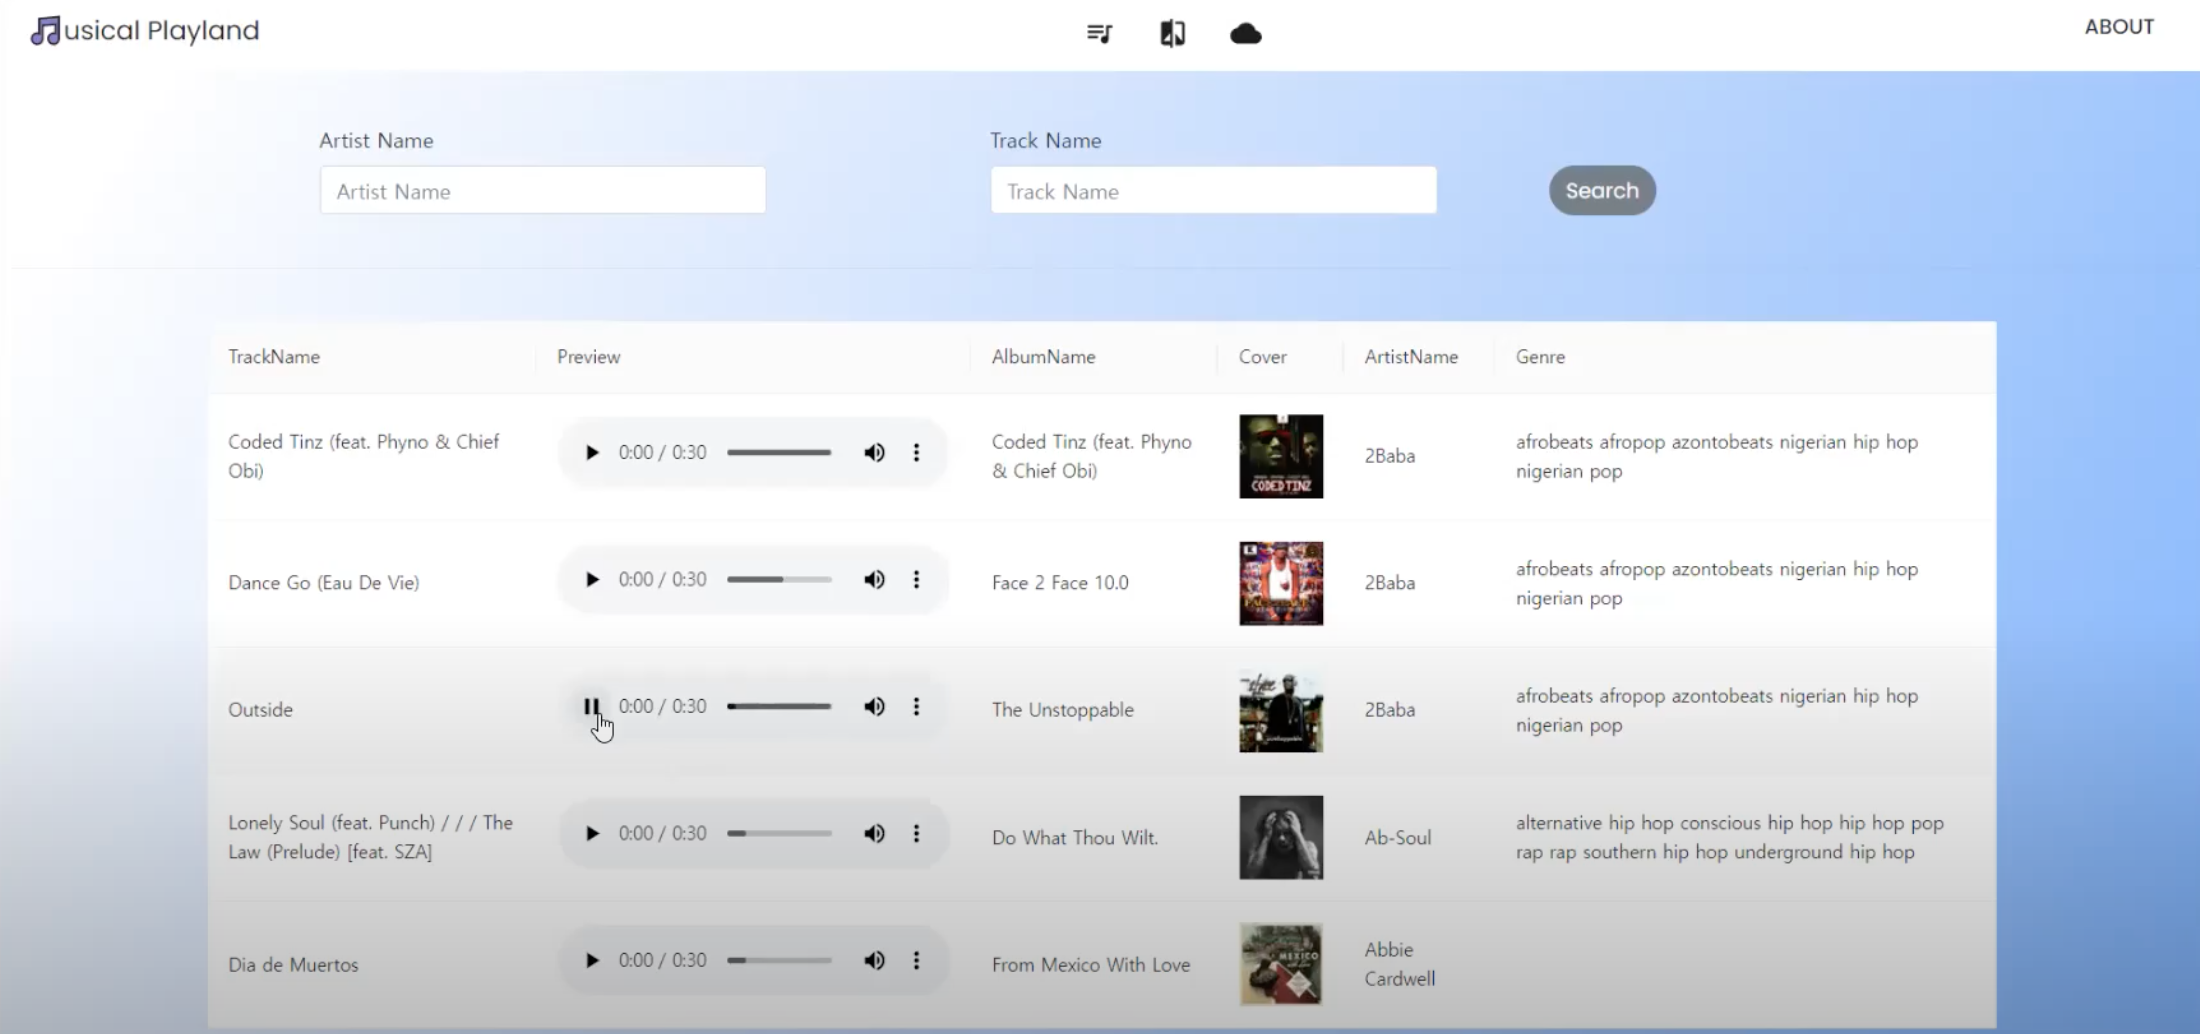 usical Playland
ABOUT
Artist Name
Track Name
Artist Name
Track Name
Search
TrackName
Preview
AlbumName
Cover
ArtistName
Genre
Coded Tinz (feat. Phyno & Chief
Obi)
0:00 / 0:30
Coded Tinz (feat. Phyno
& Chief Obi)
CODED TINZ
2Baba
afrobeats afropop azontobeats nigerian hip hop
nigerian pop
Dance Go (Eau De Vie)
0:00 / 0:30
Face 2 Face 10.0
2Baba
afrobeats afropop azontobeats nigerian hip hop
nigerian pop
Outside
0:00 / 0:30
The Unstoppable
2Baba
afrobeats afropop azontobeats nigerian hip hop
nigerian pop
Lonely Soul (feat. Punch) / / / The
Law (Prelude) [feat. SZA]
0:00 / 0:30
Do What Thou Wilt.
Ab-Soul
alternative hip hop conscious hip hop hip hop pop
rap rap southern hip hop underground hip hop
Dia de Muertos
0:00 / 0:30
From Mexico With Love
MEXICO
Abbie
Cardwell